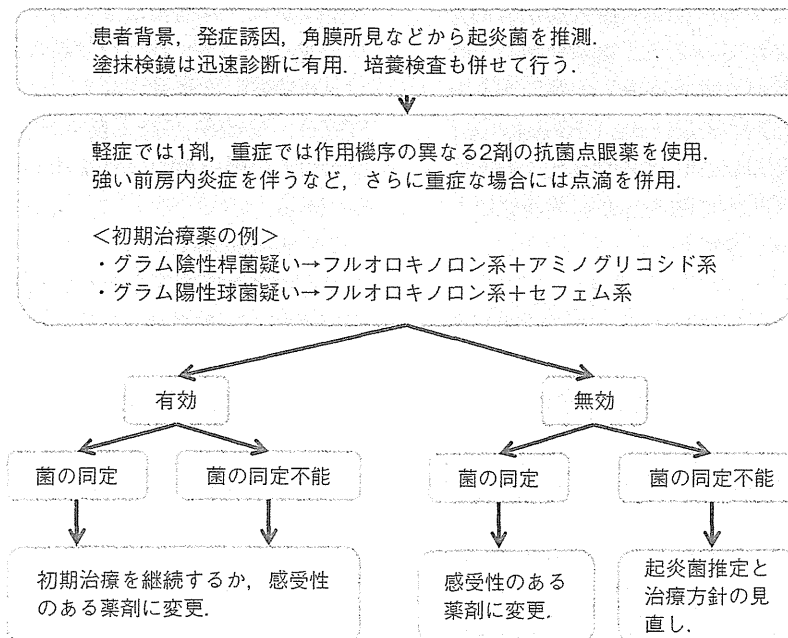 患者背景，発症誘因，角膜所見などから起炎菌を推測．
塗抹検鏡は迅速診断に有用．培養検査も併せて行う．
軽症では1剤，重症では作用機序の異なる2剤の抗菌点眼薬を使用．
強い前房内炎症を伴うなど，さらに重症な場合には点滴を併用．
＜初期治療薬の例＞
・グラム陰性桿菌疑い→フルオロキノロン系＋アミノグリコシド系
・グラム陽性球菌疑い→フルオロキノロン系＋セフェム系
有効
無効
菌の同定
菌の同定不能
菌の同定
菌の同定不能
初期治療を継続するか，感受性
のある薬剤に変更．
感受性のある
薬剤に変更．
起炎菌推定と
治療方針の見
直し．